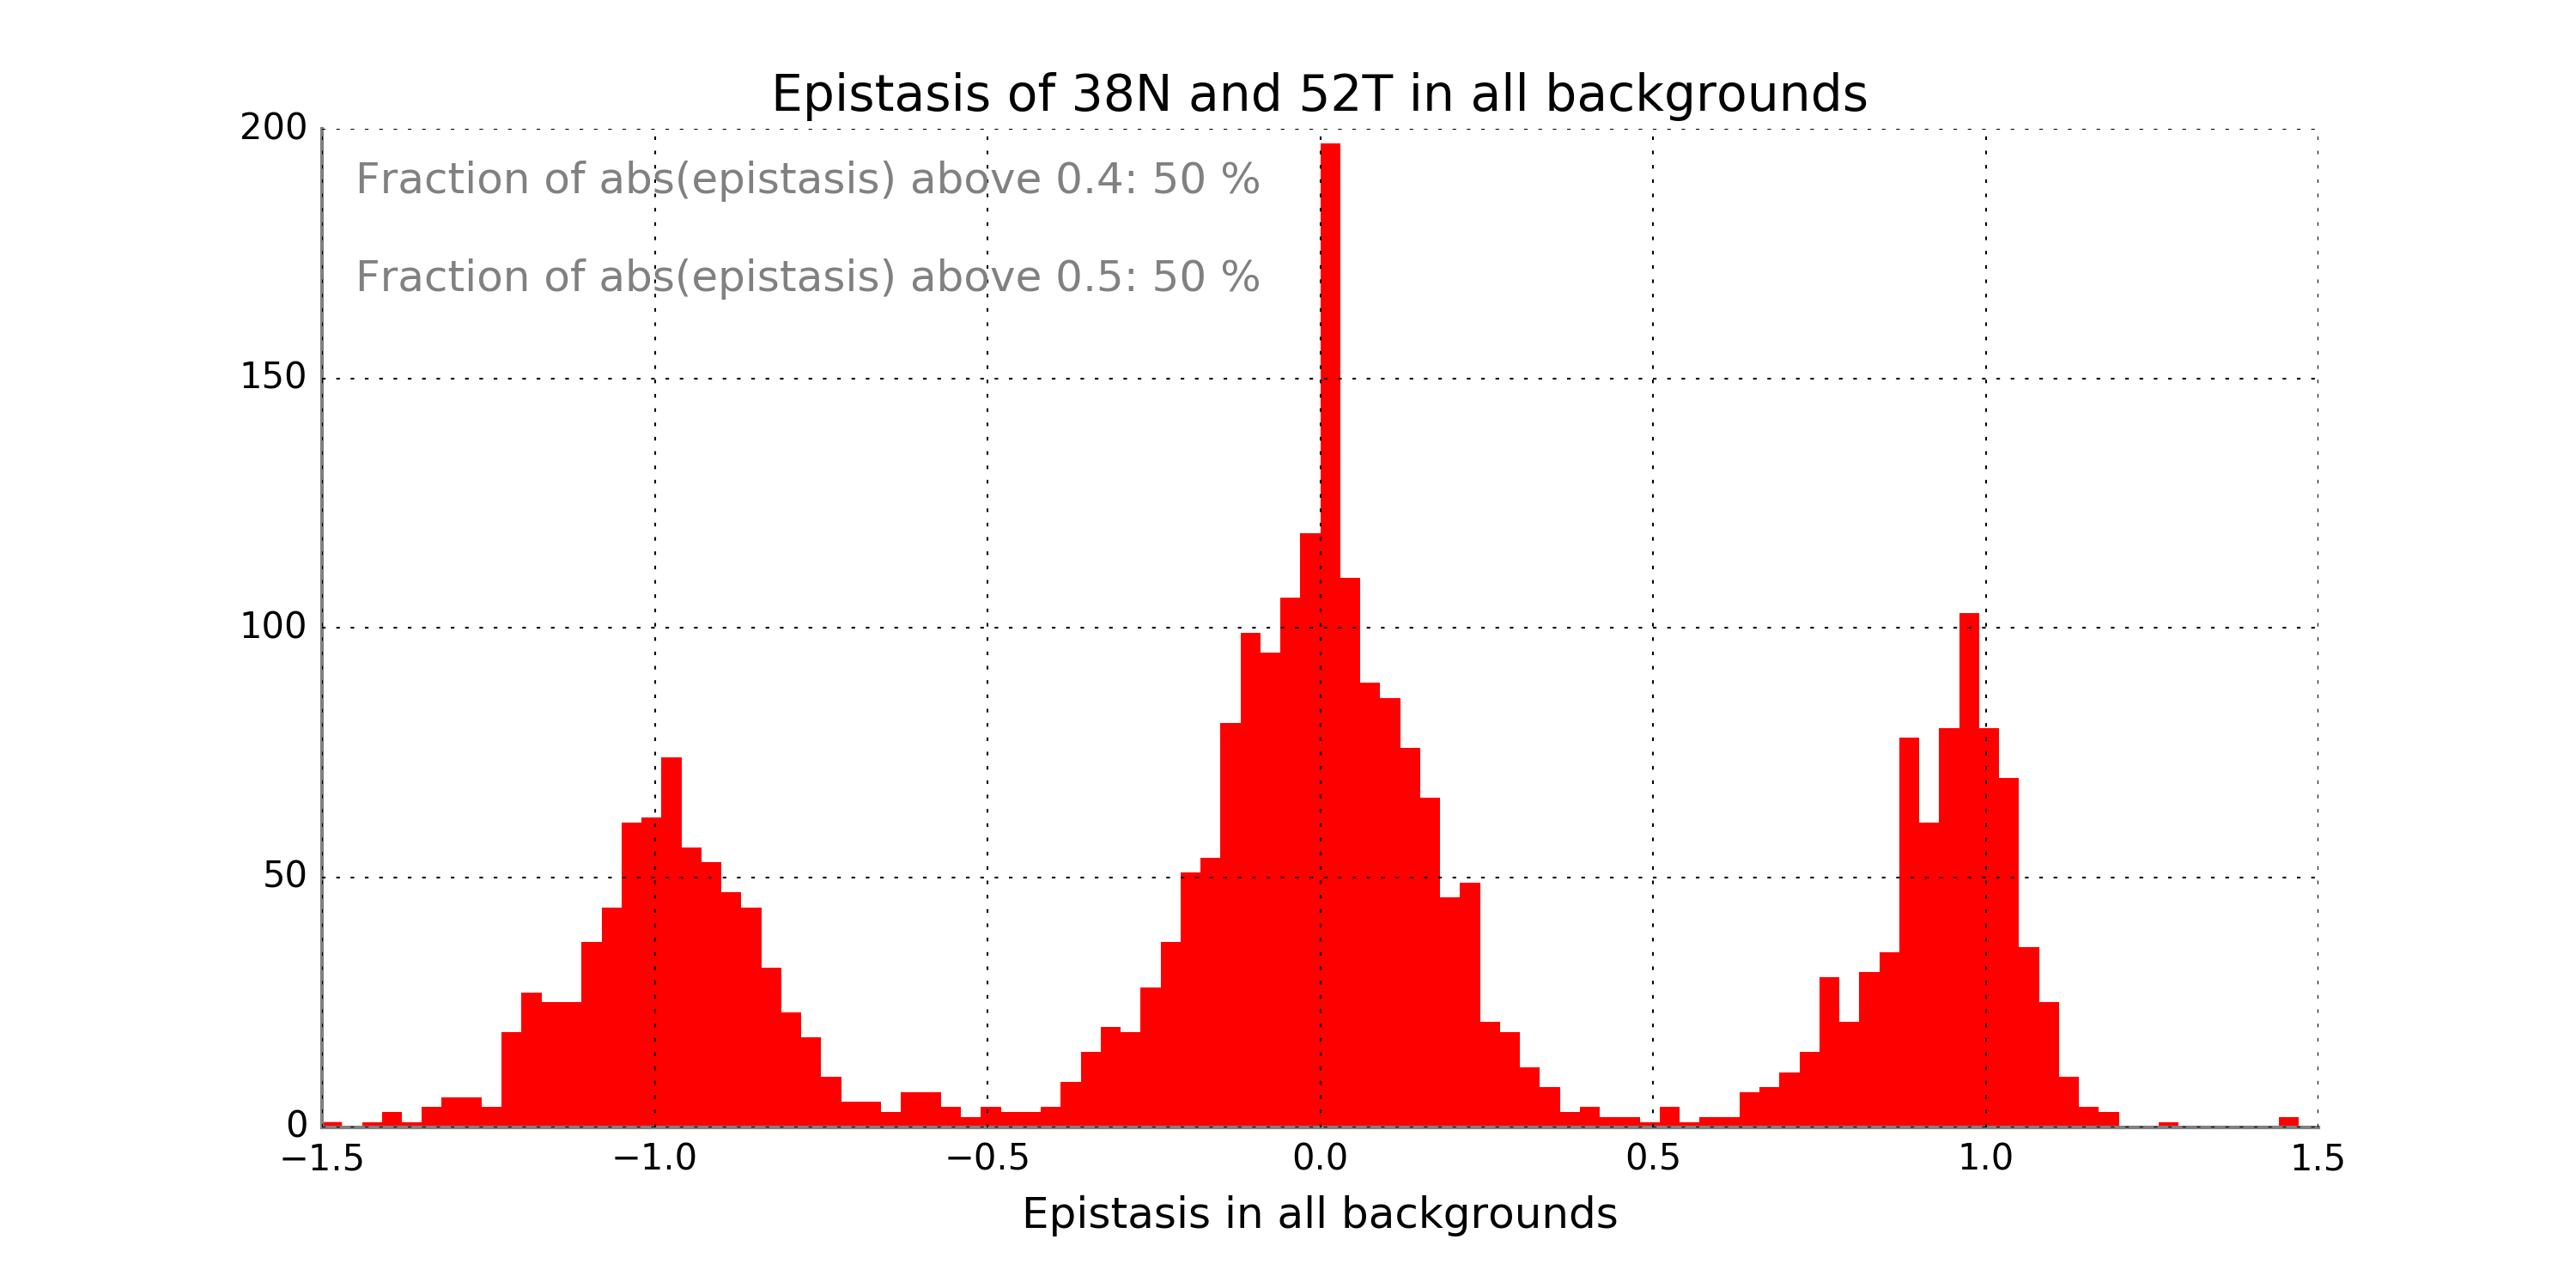 Epistasis of 38N and 52T in all backgrounds
200
Fraction of abs(epistasis) above 0.4: 50 %
Fraction of abs(epistasis) above 0.5: 50 %
150
100
50
0
−1.5 −1.0 −0.5 0.0 0.5 1.0 1.5
Epistasis in all backgrounds